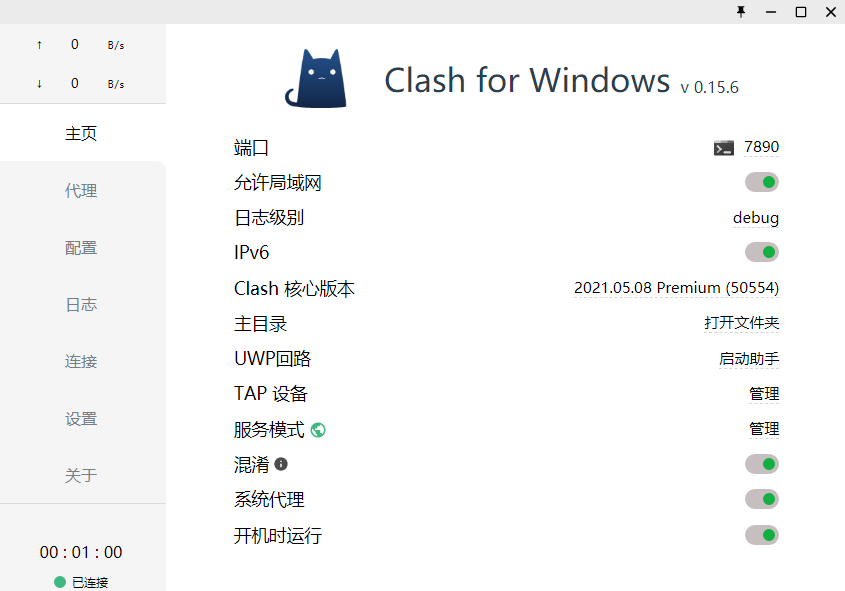 ↑ 0 B/s
↓ 0 B/s
主页
代理
配置
日志
连接
设置
关于
00 : 01 : 00
已连接
Clash for Windows v 0.15.6
端口 7890
允许局域网
日志级别 debug
IPv6
Clash 核心版本 2021.05.08 Premium (50554)
主目录 打开文件夹
UWP回路 启动助手
TAP 设备 管理
服务模式 管理
混淆
系统代理
开机时运行